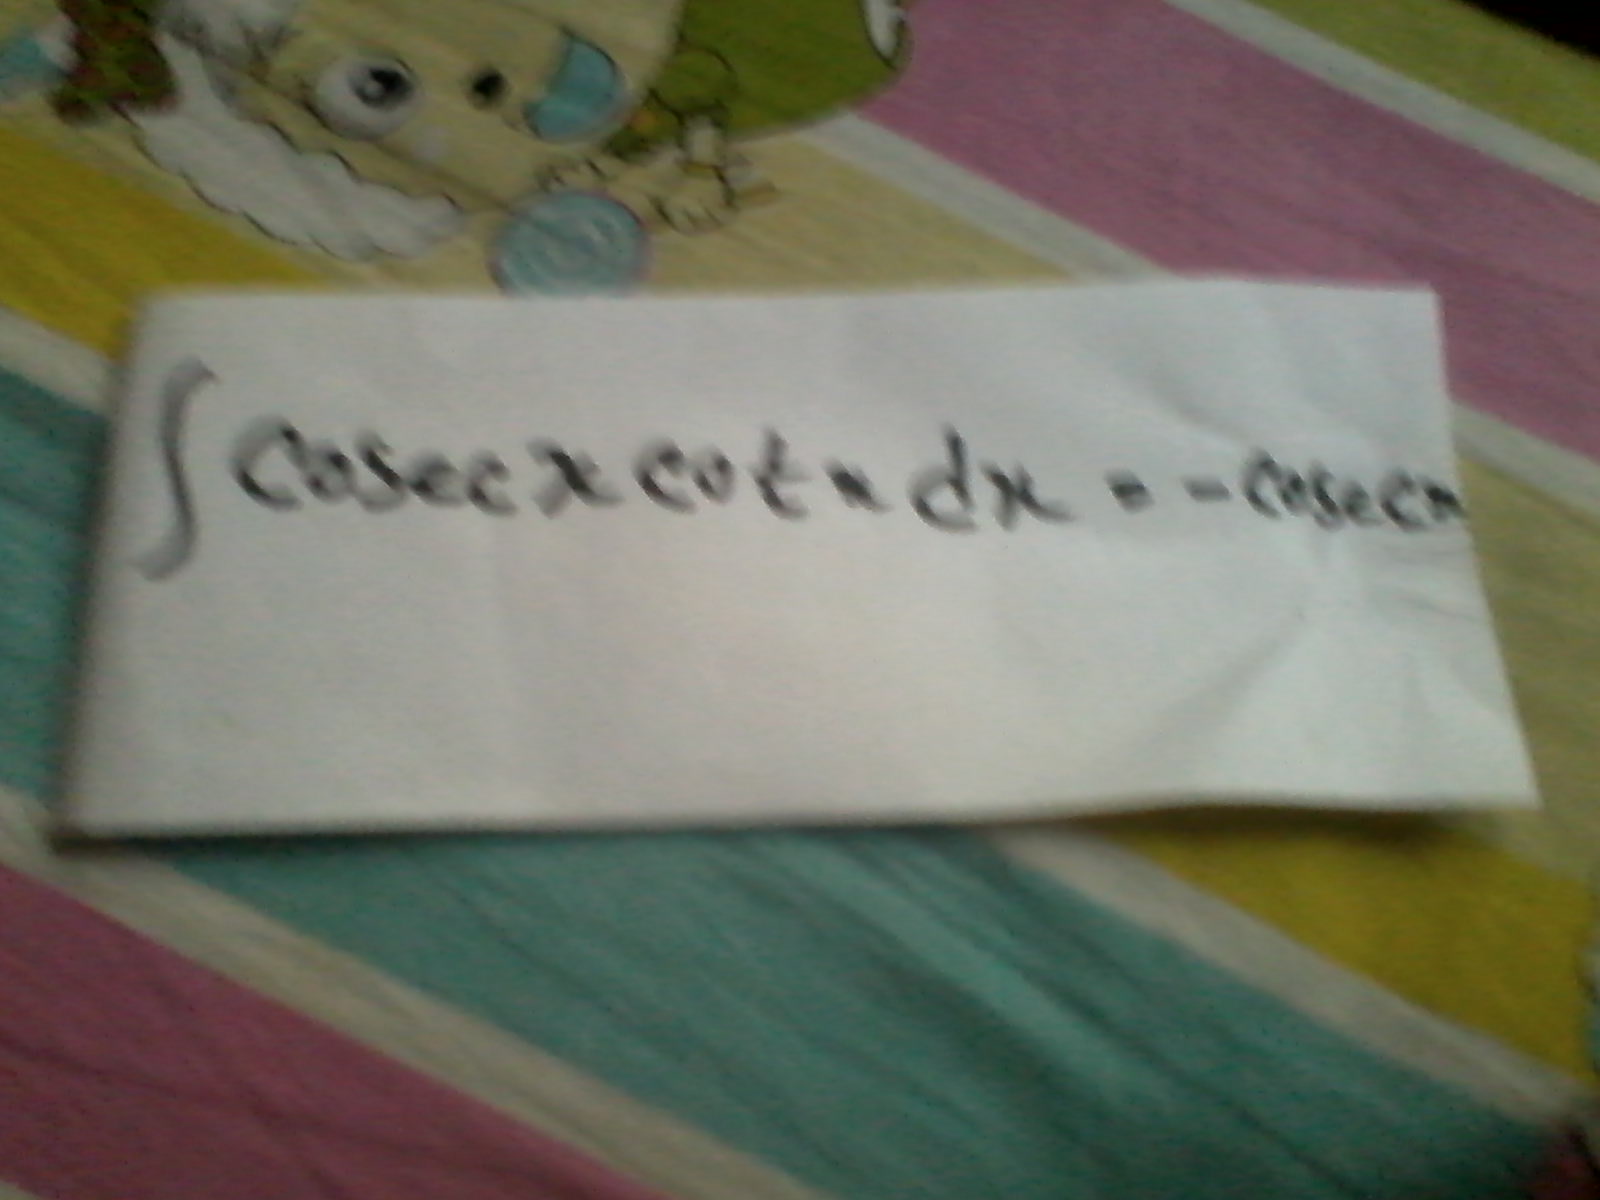 ∫ cosec x cot x dx = - cosec x